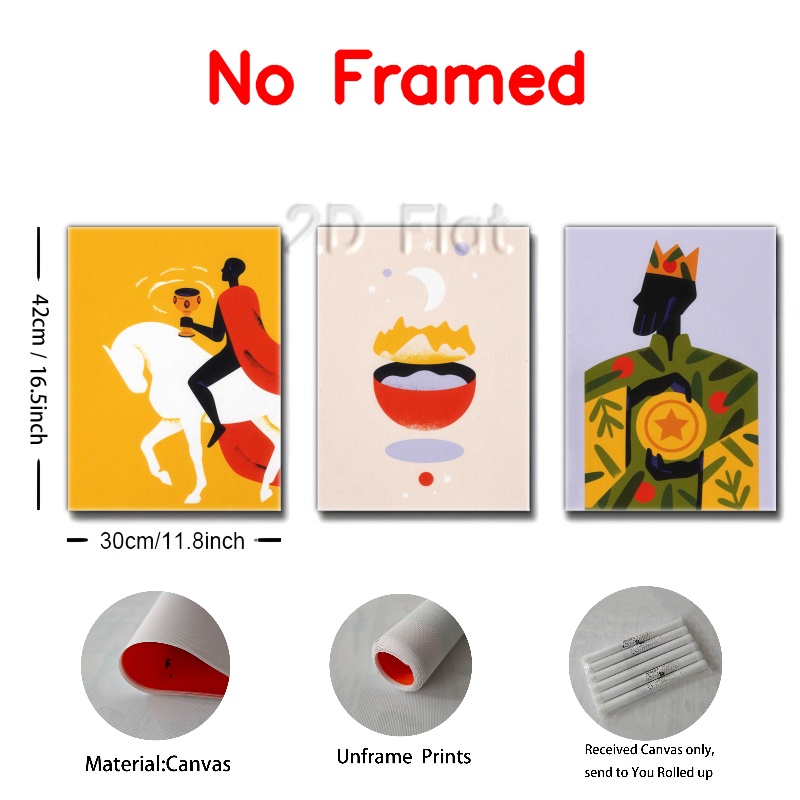 No Framed
2D Flat
42cm / 16.5inch
30cm/11.8inch
Material:Canvas
Unframe Prints
Received Canvas only,
send to You Rolled up